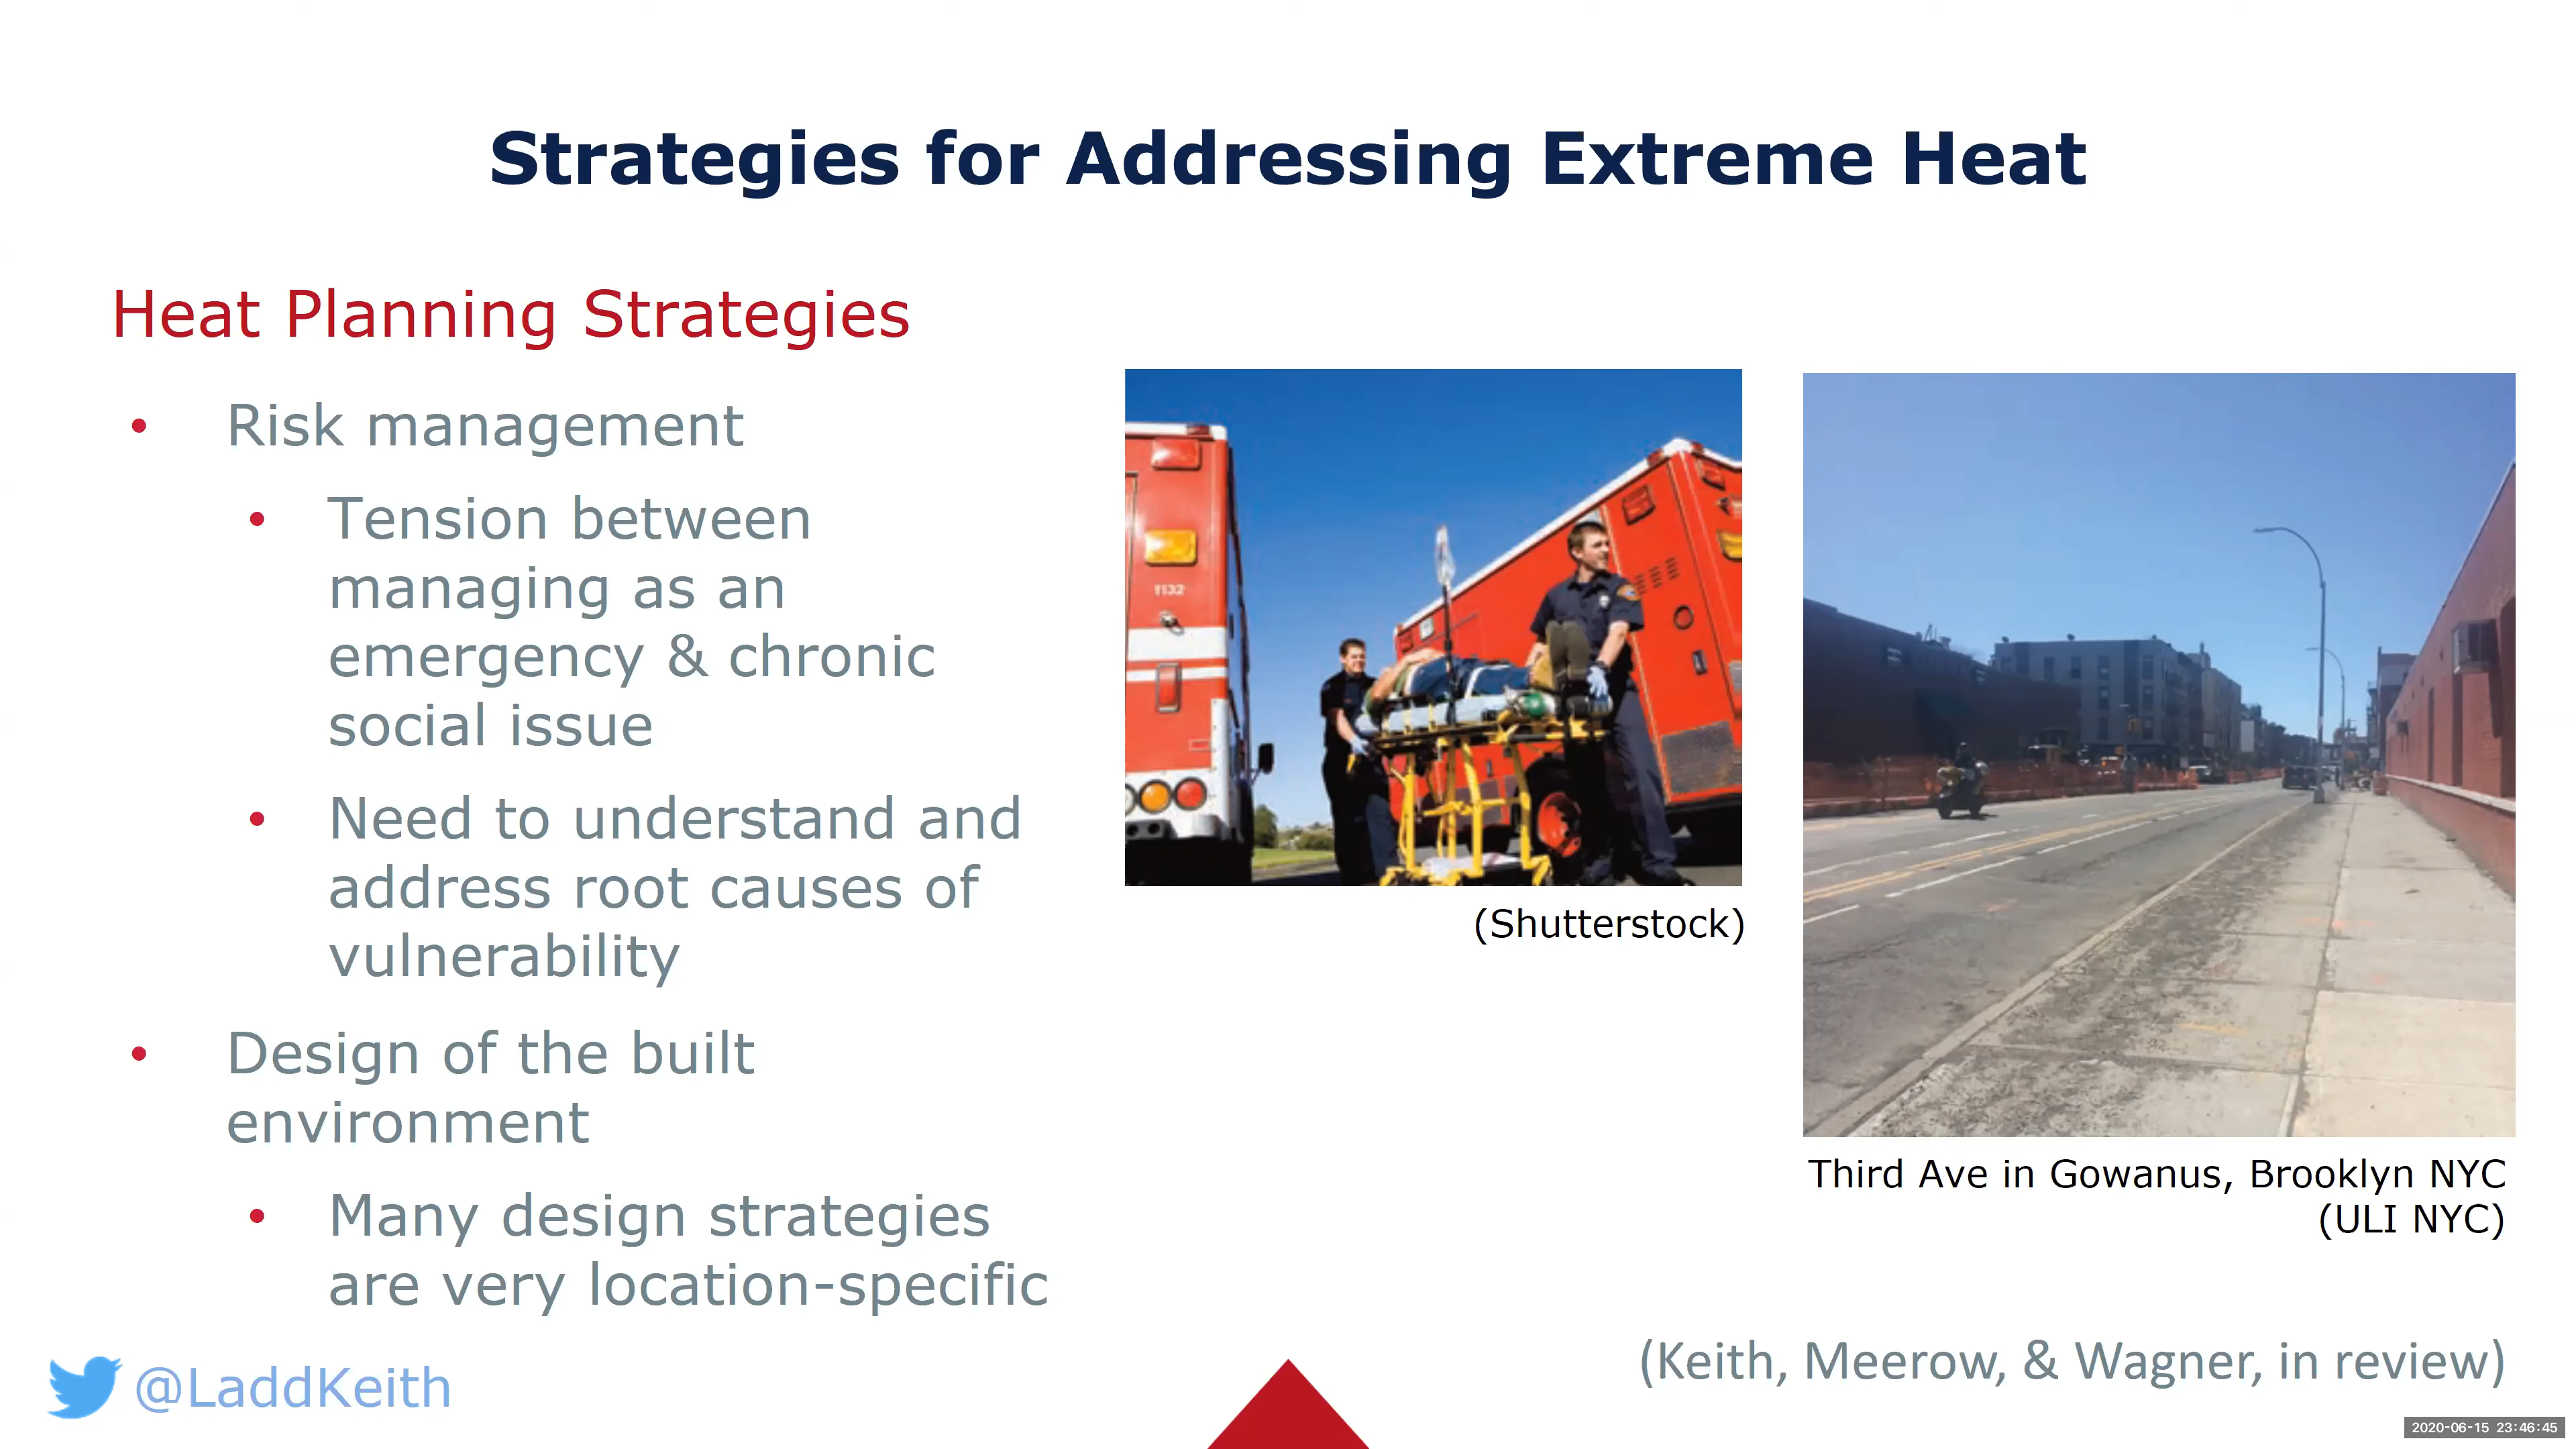 Strategies for Addressing Extreme Heat
Heat Planning Strategies
• Risk management
• Tension between
managing as an
emergency & chronic
social issue
• Need to understand and
address root causes of
vulnerability
• Design of the built
environment
• Many design strategies
are very location-specific
1132
(Shutterstock)
Third Ave in Gowanus, Brooklyn NYC
(ULI NYC)
(Keith, Meerow, & Wagner, in review)
@LaddKeith
2020-06-15 23:46:45